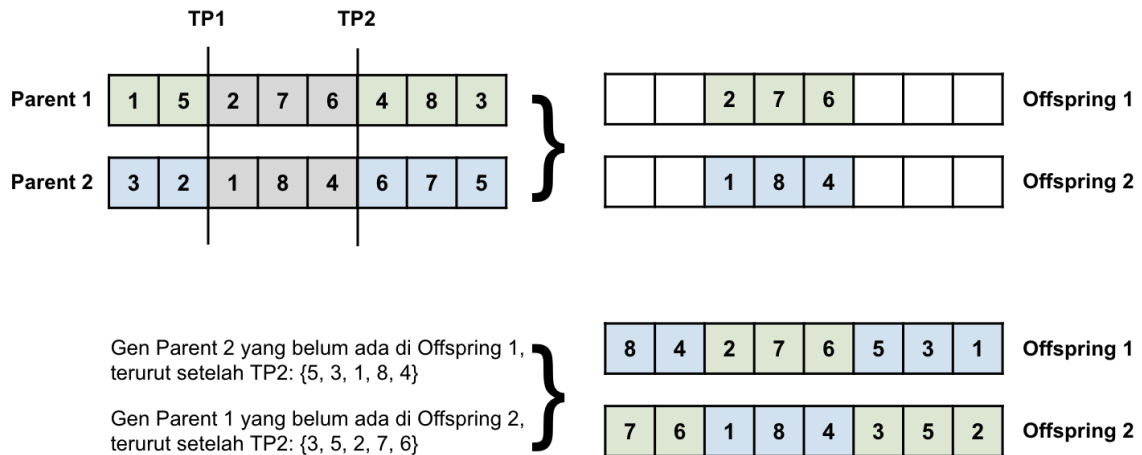 TP1 TP2
Parent 1 1 5 2 7 6 4 8 3
2 7 6 Offspring 1
Parent 2 3 2 1 8 4 6 7 5
1 8 4 Offspring 2
Gen Parent 2 yang belum ada di Offspring 1,
terurut setelah TP2: {5, 3, 1, 8, 4}
Gen Parent 1 yang belum ada di Offspring 2,
terurut setelah TP2: {3, 5, 2, 7, 6}
8 4 2 7 6 5 3 1 Offspring 1
7 6 1 8 4 3 5 2 Offspring 2